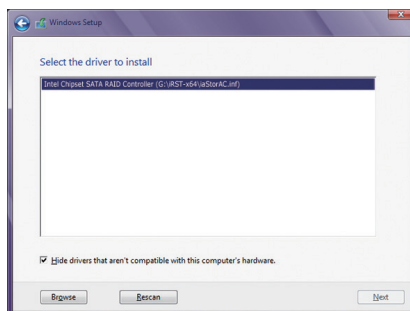 Windows Setup
Select the driver to install
Intel Chipset SATA RAID Controller (G:\iRST-x64\iaStorAC.inf)
Hide drivers that aren't compatible with this computer's hardware.
Browse
Rescan
Next